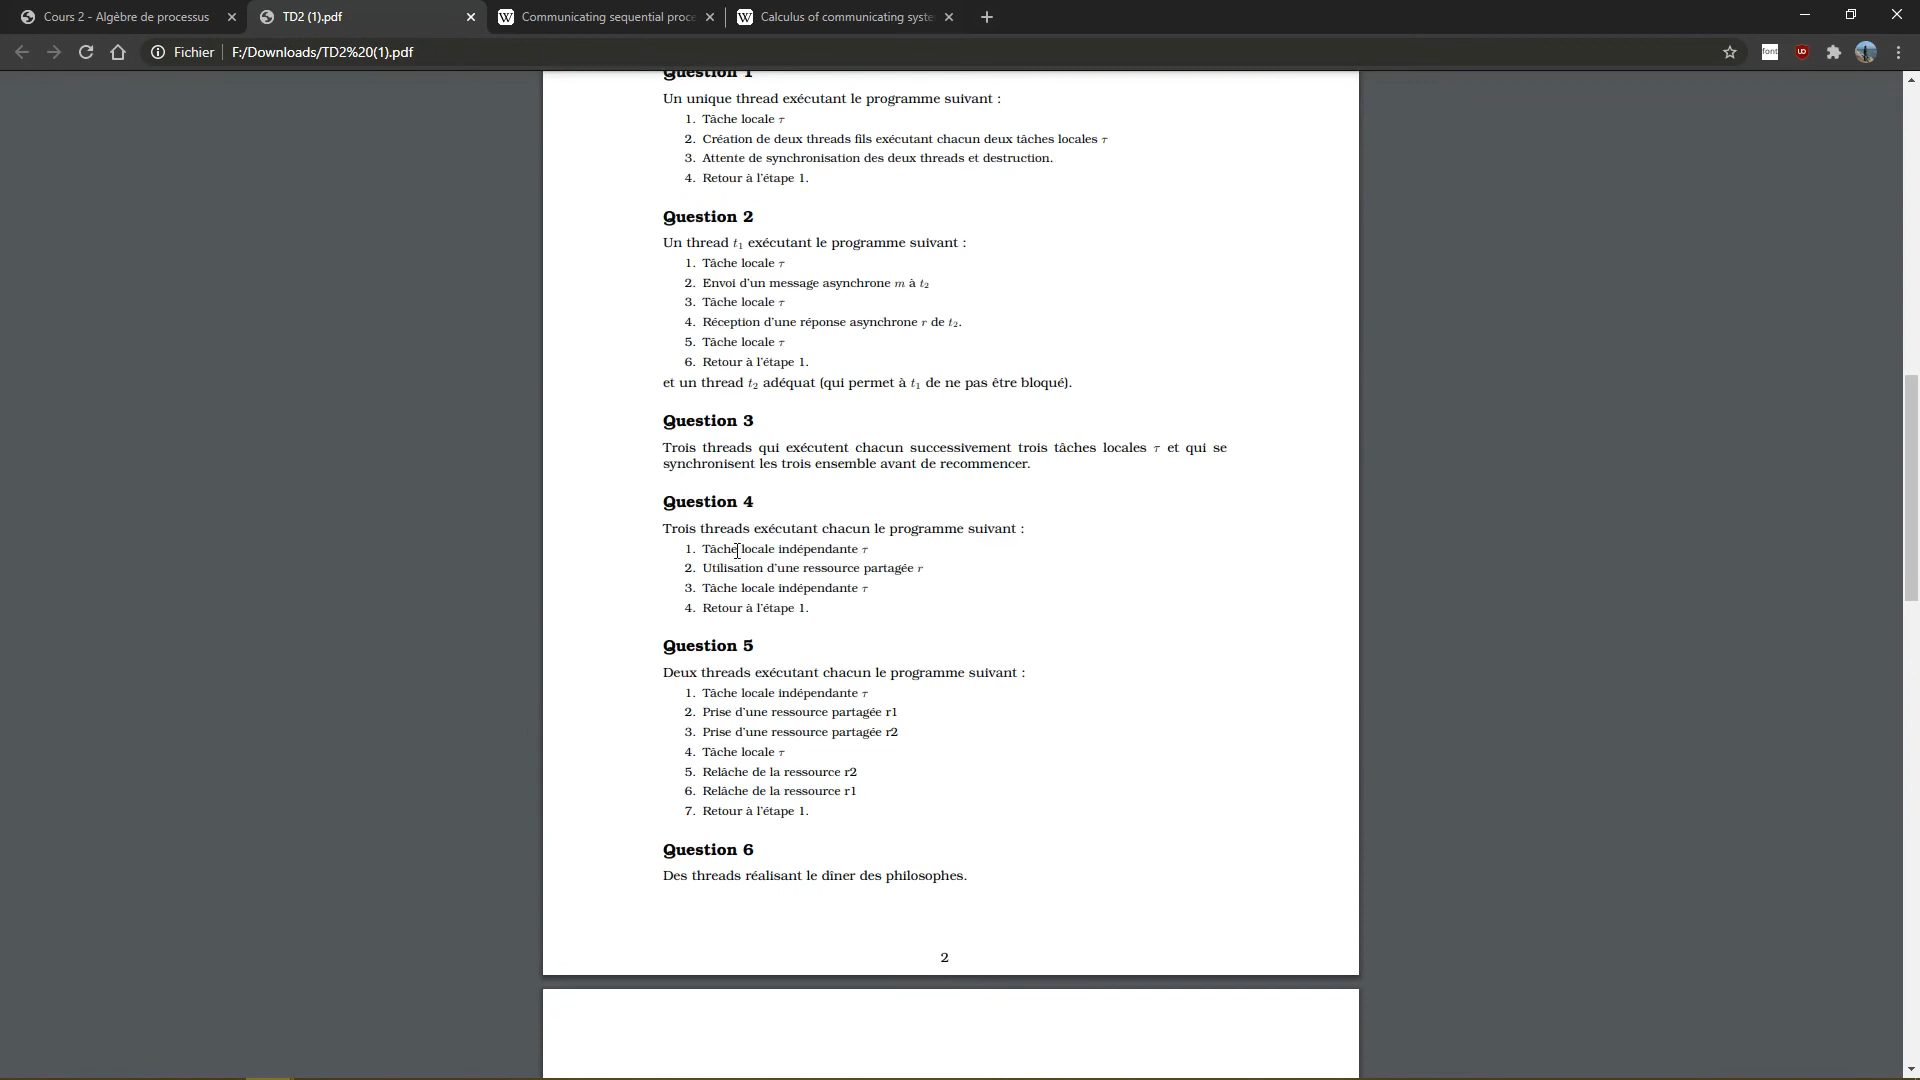 Cours 2 - Algèbre de processus
TD2 (1).pdf
Communicating sequential proce
Calculus of communicating syste
Fichier
F:/Downloads/TD2%20(1).pdf
font
Question 1
Un unique thread exécutant le programme suivant :
1. Tâche locale τ
2. Création de deux threads fils exécutant chacun deux tâches locales τ
3. Attente de synchronisation des deux threads et destruction.
4. Retour à l'étape 1.
Question 2
Un thread t₁ exécutant le programme suivant :
1. Tâche locale τ
2. Envoi d'un message asynchrone m à t₂
3. Tâche locale τ
4. Réception d'une réponse asynchrone r de t₂.
5. Tâche locale τ
6. Retour à l'étape 1.
et un thread t₂ adéquat (qui permet à t₁ de ne pas être bloqué).
Question 3
Trois threads qui exécutent chacun successivement trois tâches locales τ et qui se
synchronisent les trois ensemble avant de recommencer.
Question 4
Trois threads exécutant chacun le programme suivant :
1. Tâche locale indépendante τ
2. Utilisation d'une ressource partagée r
3. Tâche locale indépendante τ
4. Retour à l'étape 1.
Question 5
Deux threads exécutant chacun le programme suivant :
1. Tâche locale indépendante τ
2. Prise d'une ressource partagée r1
3. Prise d'une ressource partagée r2
4. Tâche locale τ
5. Relâche de la ressource r2
6. Relâche de la ressource r1
7. Retour à l'étape 1.
Question 6
Des threads réalisant le dîner des philosophes.
2